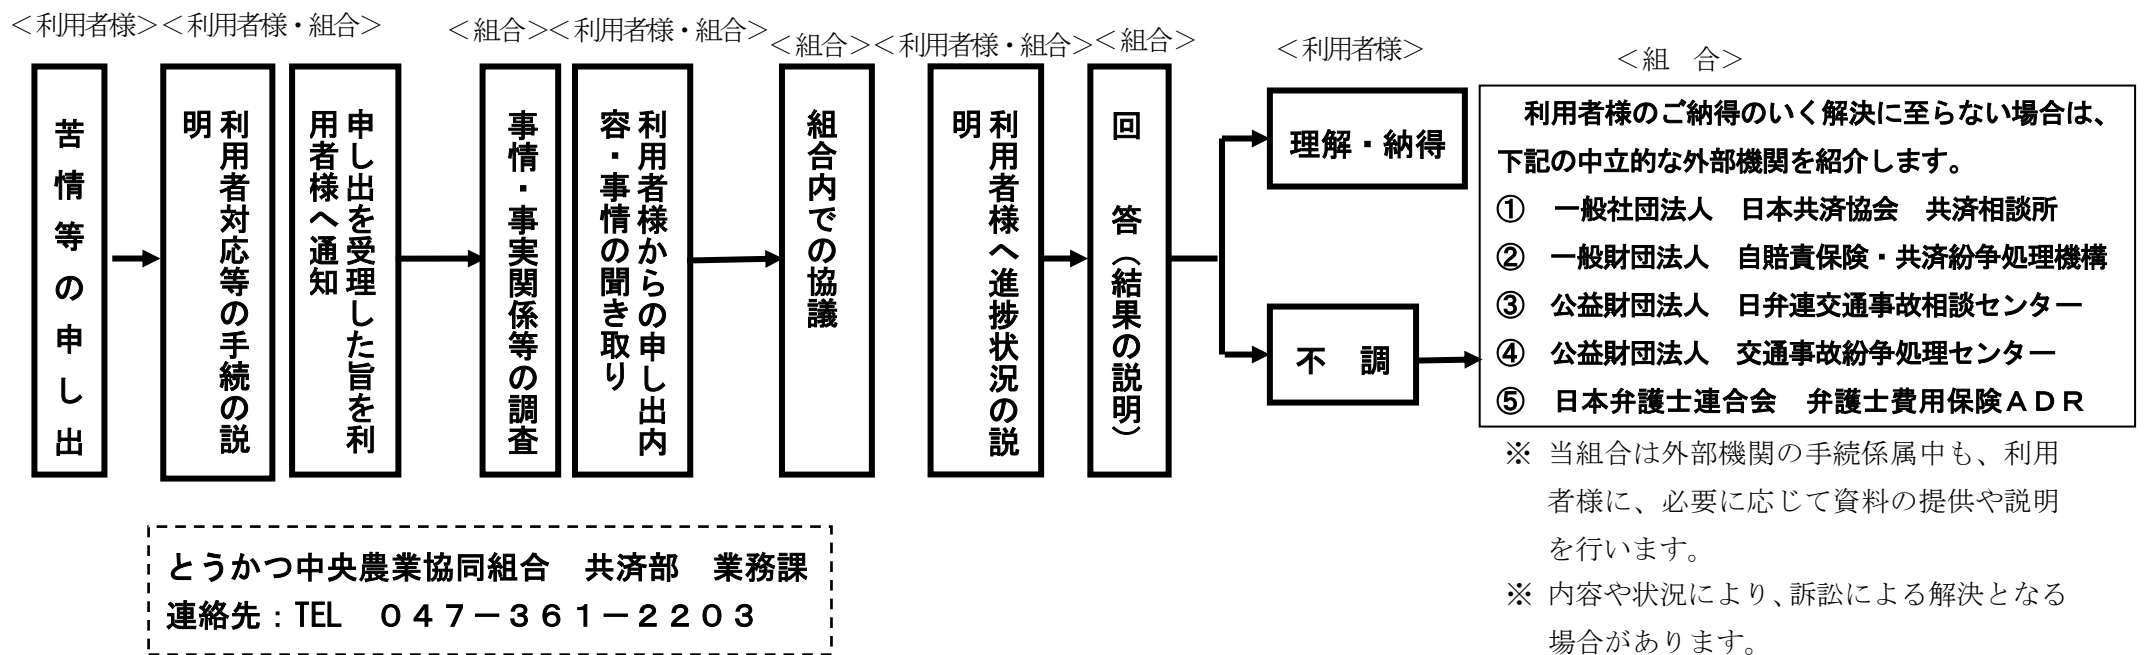 ＜利用者様＞
＜利用者様・組合＞
＜組合＞
＜利用者様・組合＞
＜組合＞
＜利用者様・組合＞
＜組合＞
＜利用者様＞
＜組　合＞
苦情等の申し出
利用者対応等の手続の説
明
申し出を受理した旨を利
用者様へ通知
事情・事実関係等の調査
利用者様からの申し出内
容・事情の聞き取り
組合内での協議
利用者様へ進捗状況の説
明
回　答（結果の説明）
理解・納得
不　調
利用者様のご納得のいく解決に至らない場合は、
下記の中立的な外部機関を紹介します。
①　一般社団法人　日本共済協会　共済相談所
②　一般財団法人　自賠責保険・共済紛争処理機構
③　公益財団法人　日弁連交通事故相談センター
④　公益財団法人　交通事故紛争処理センター
⑤　日本弁護士連合会　弁護士費用保険ＡＤＲ
※ 当組合は外部機関の手続係属中も、利用
者様に、必要に応じて資料の提供や説明
を行います。
※ 内容や状況により、訴訟による解決となる
場合があります。
とうかつ中央農業協同組合　共済部　業務課
連絡先：TEL　０４７－３６１－２２０３